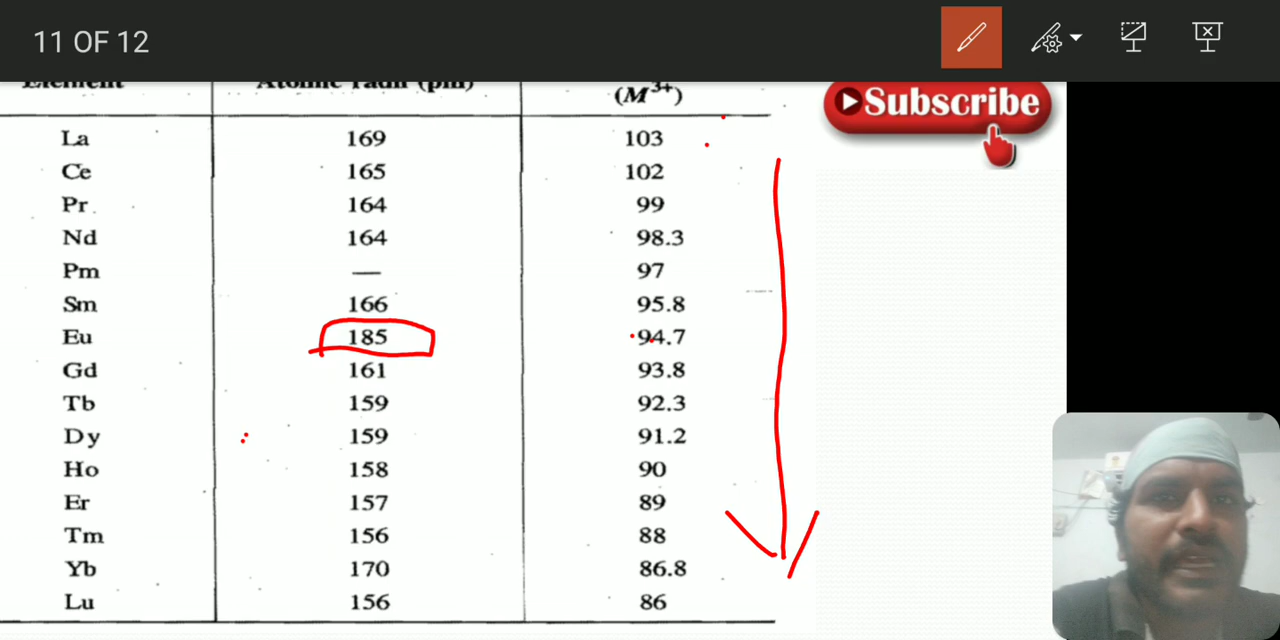 11 OF 12
Element Atomic radii (pm) (M3+)
Subscribe
La 169 103
Ce 165 102
Pr 164 99
Nd 164 98.3
Pm — 97
Sm 166 95.8
Eu 185 94.7
Gd 161 93.8
Tb 159 92.3
Dy 159 91.2
Ho 158 90
Er 157 89
Tm 156 88
Yb 170 86.8
Lu 156 86